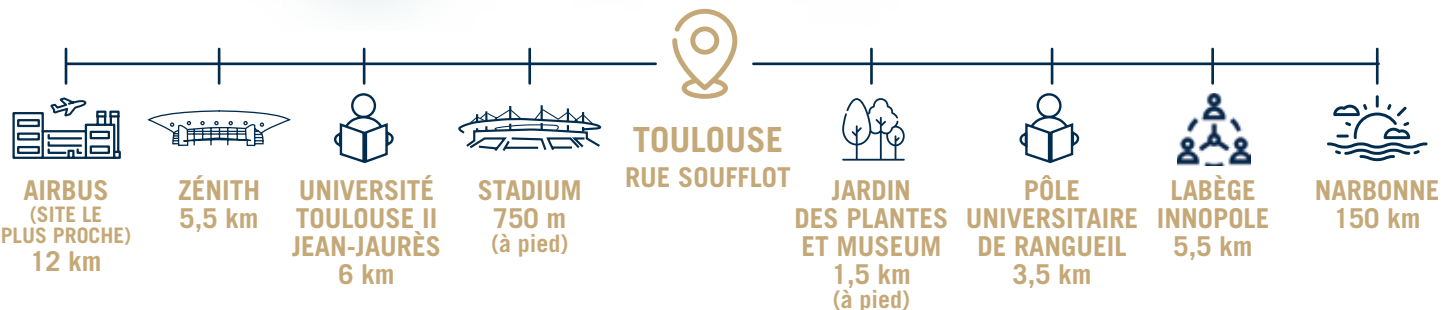 TOULOUSE
RUE SOUFFLOT
AIRBUS
(SITE LE
PLUS PROCHE)
12 km
ZÉNITH
5,5 km
UNIVERSITÉ
TOULOUSE II
JEAN-JAURÈS
6 km
STADIUM
750 m
(à pied)
JARDIN
DES PLANTES
ET MUSEUM
1,5 km
(à pied)
PÔLE
UNIVERSITAIRE
DE RANGUEIL
3,5 km
LABÈGE
INNOPOLE
5,5 km
NARBONNE
150 km